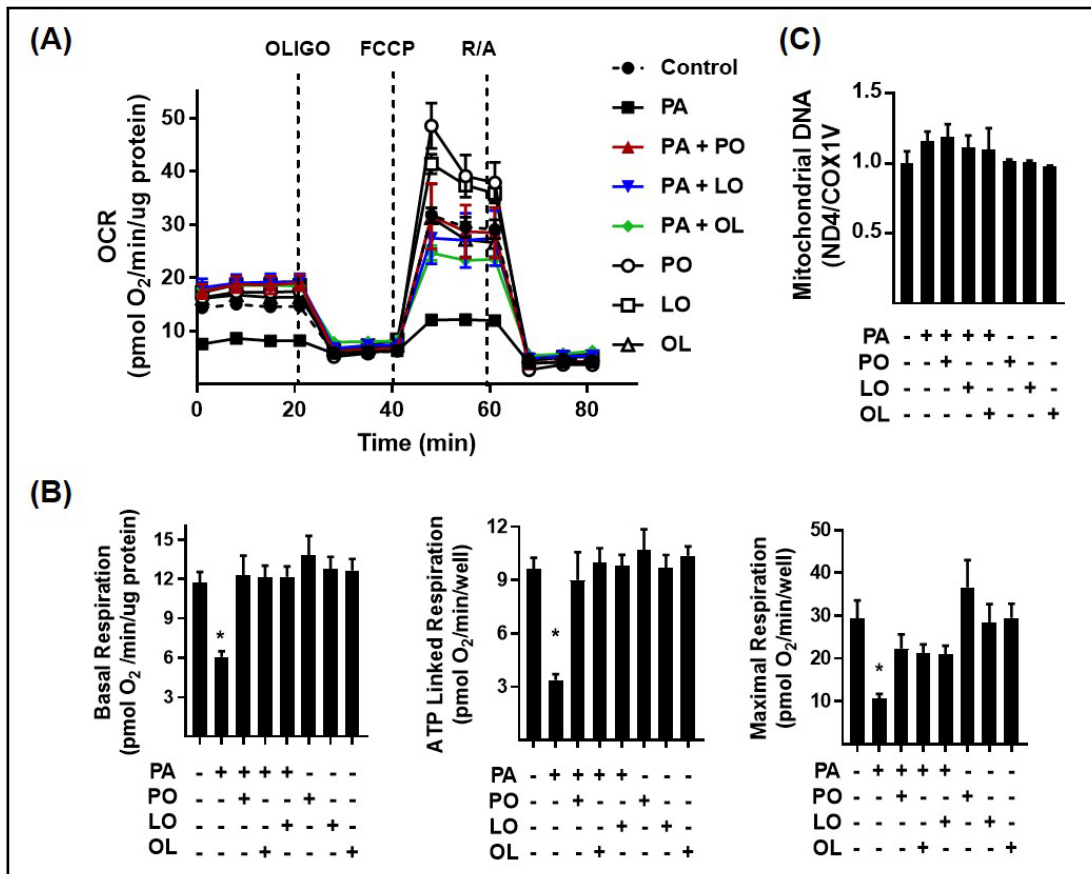 (A)
OLIGO FCCP R/A
OCR
(pmol O2/min/ug protein)
50
40
30
20
10
0 20 40 60 80
Time (min)
Control
PA
PA + PO
PA + LO
PA + OL
PO
LO
OL
(C)
Mitochondrial DNA
(ND4/COX1V)
1.5
1.0
0.5
PA - + + + + - - -
PO - - + - - + - -
LO - - - + - - + -
OL - - - - + - - +
(B)
Basal Respiration
(pmol O2 /min/ug protein)
15
12
9
6
3
*
PA - + + + + - - -
PO - - + - - + - -
LO - - - - + - + -
OL - - - + - - - +
ATP Linked Respiration
(pmol O2/min/well)
12
9
6
3
*
PA - + + + + - - -
PO - - + - - + - -
LO - - - - + - + -
OL - - - + - - - +
Maximal Respiration
(pmol O2/min/well)
50
40
30
20
10
*
PA - + + + + - - -
PO - - + - - + - -
LO - - - - + - + -
OL - - - + - - - +